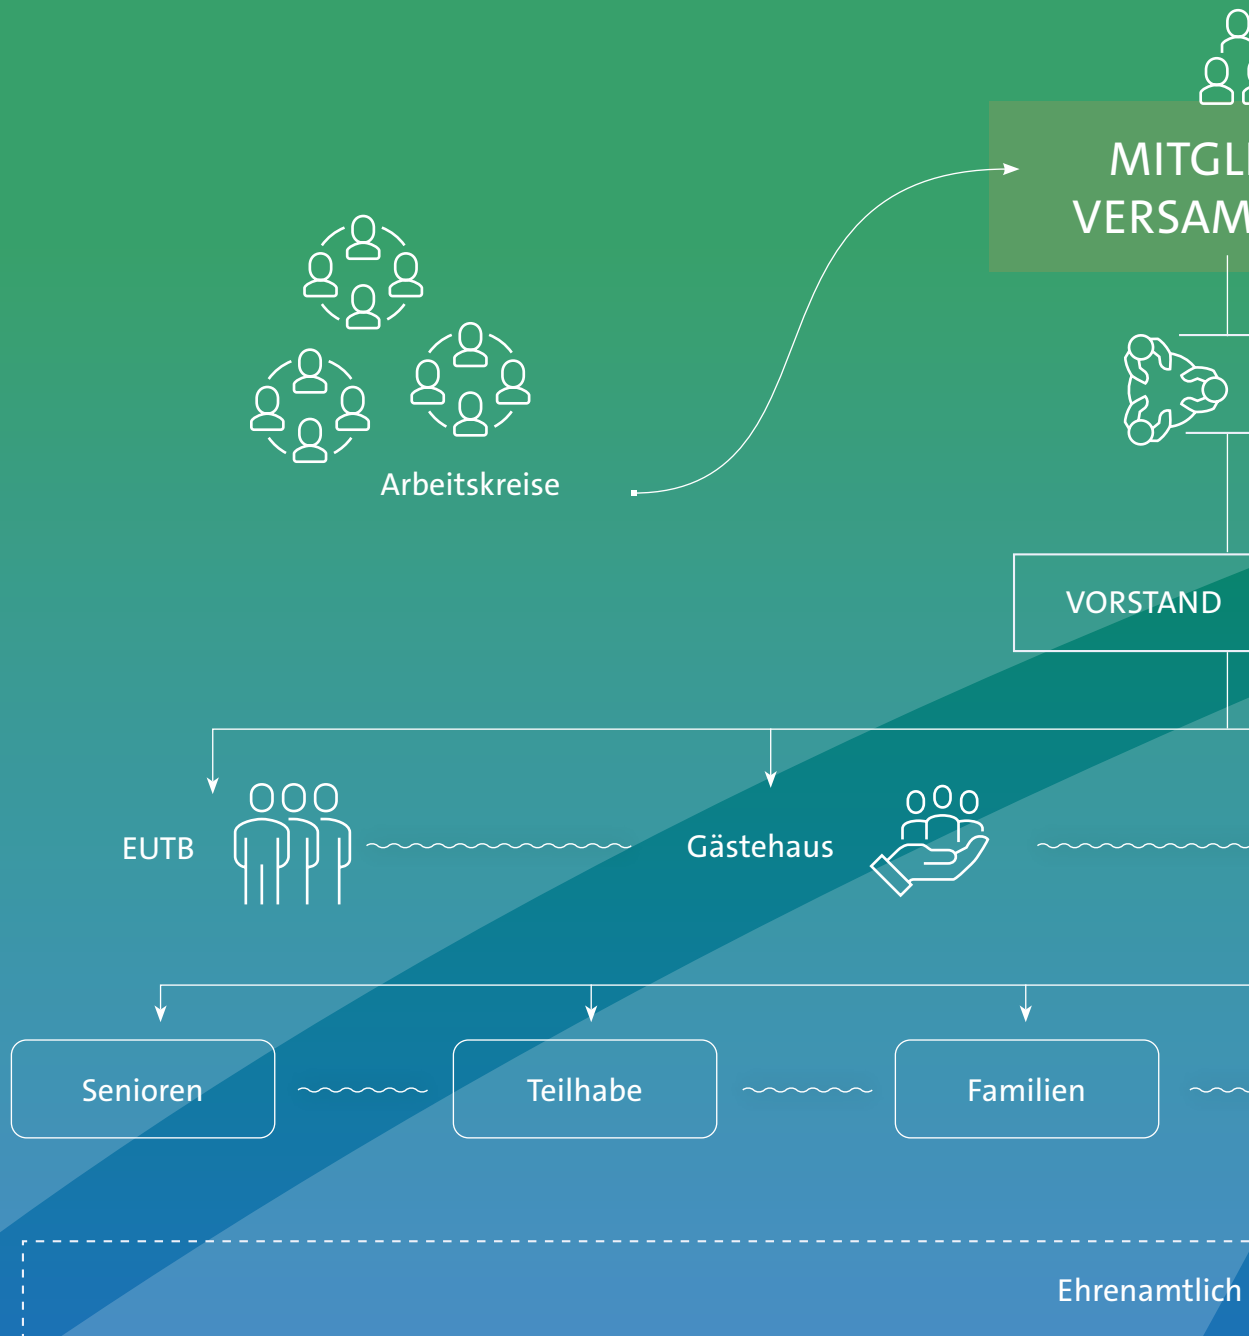 MITGLI
VERSAM
Arbeitskreise
VORSTAND
EUTB
Gästehaus
Senioren
Teilhabe
Familien
Ehrenamtlich